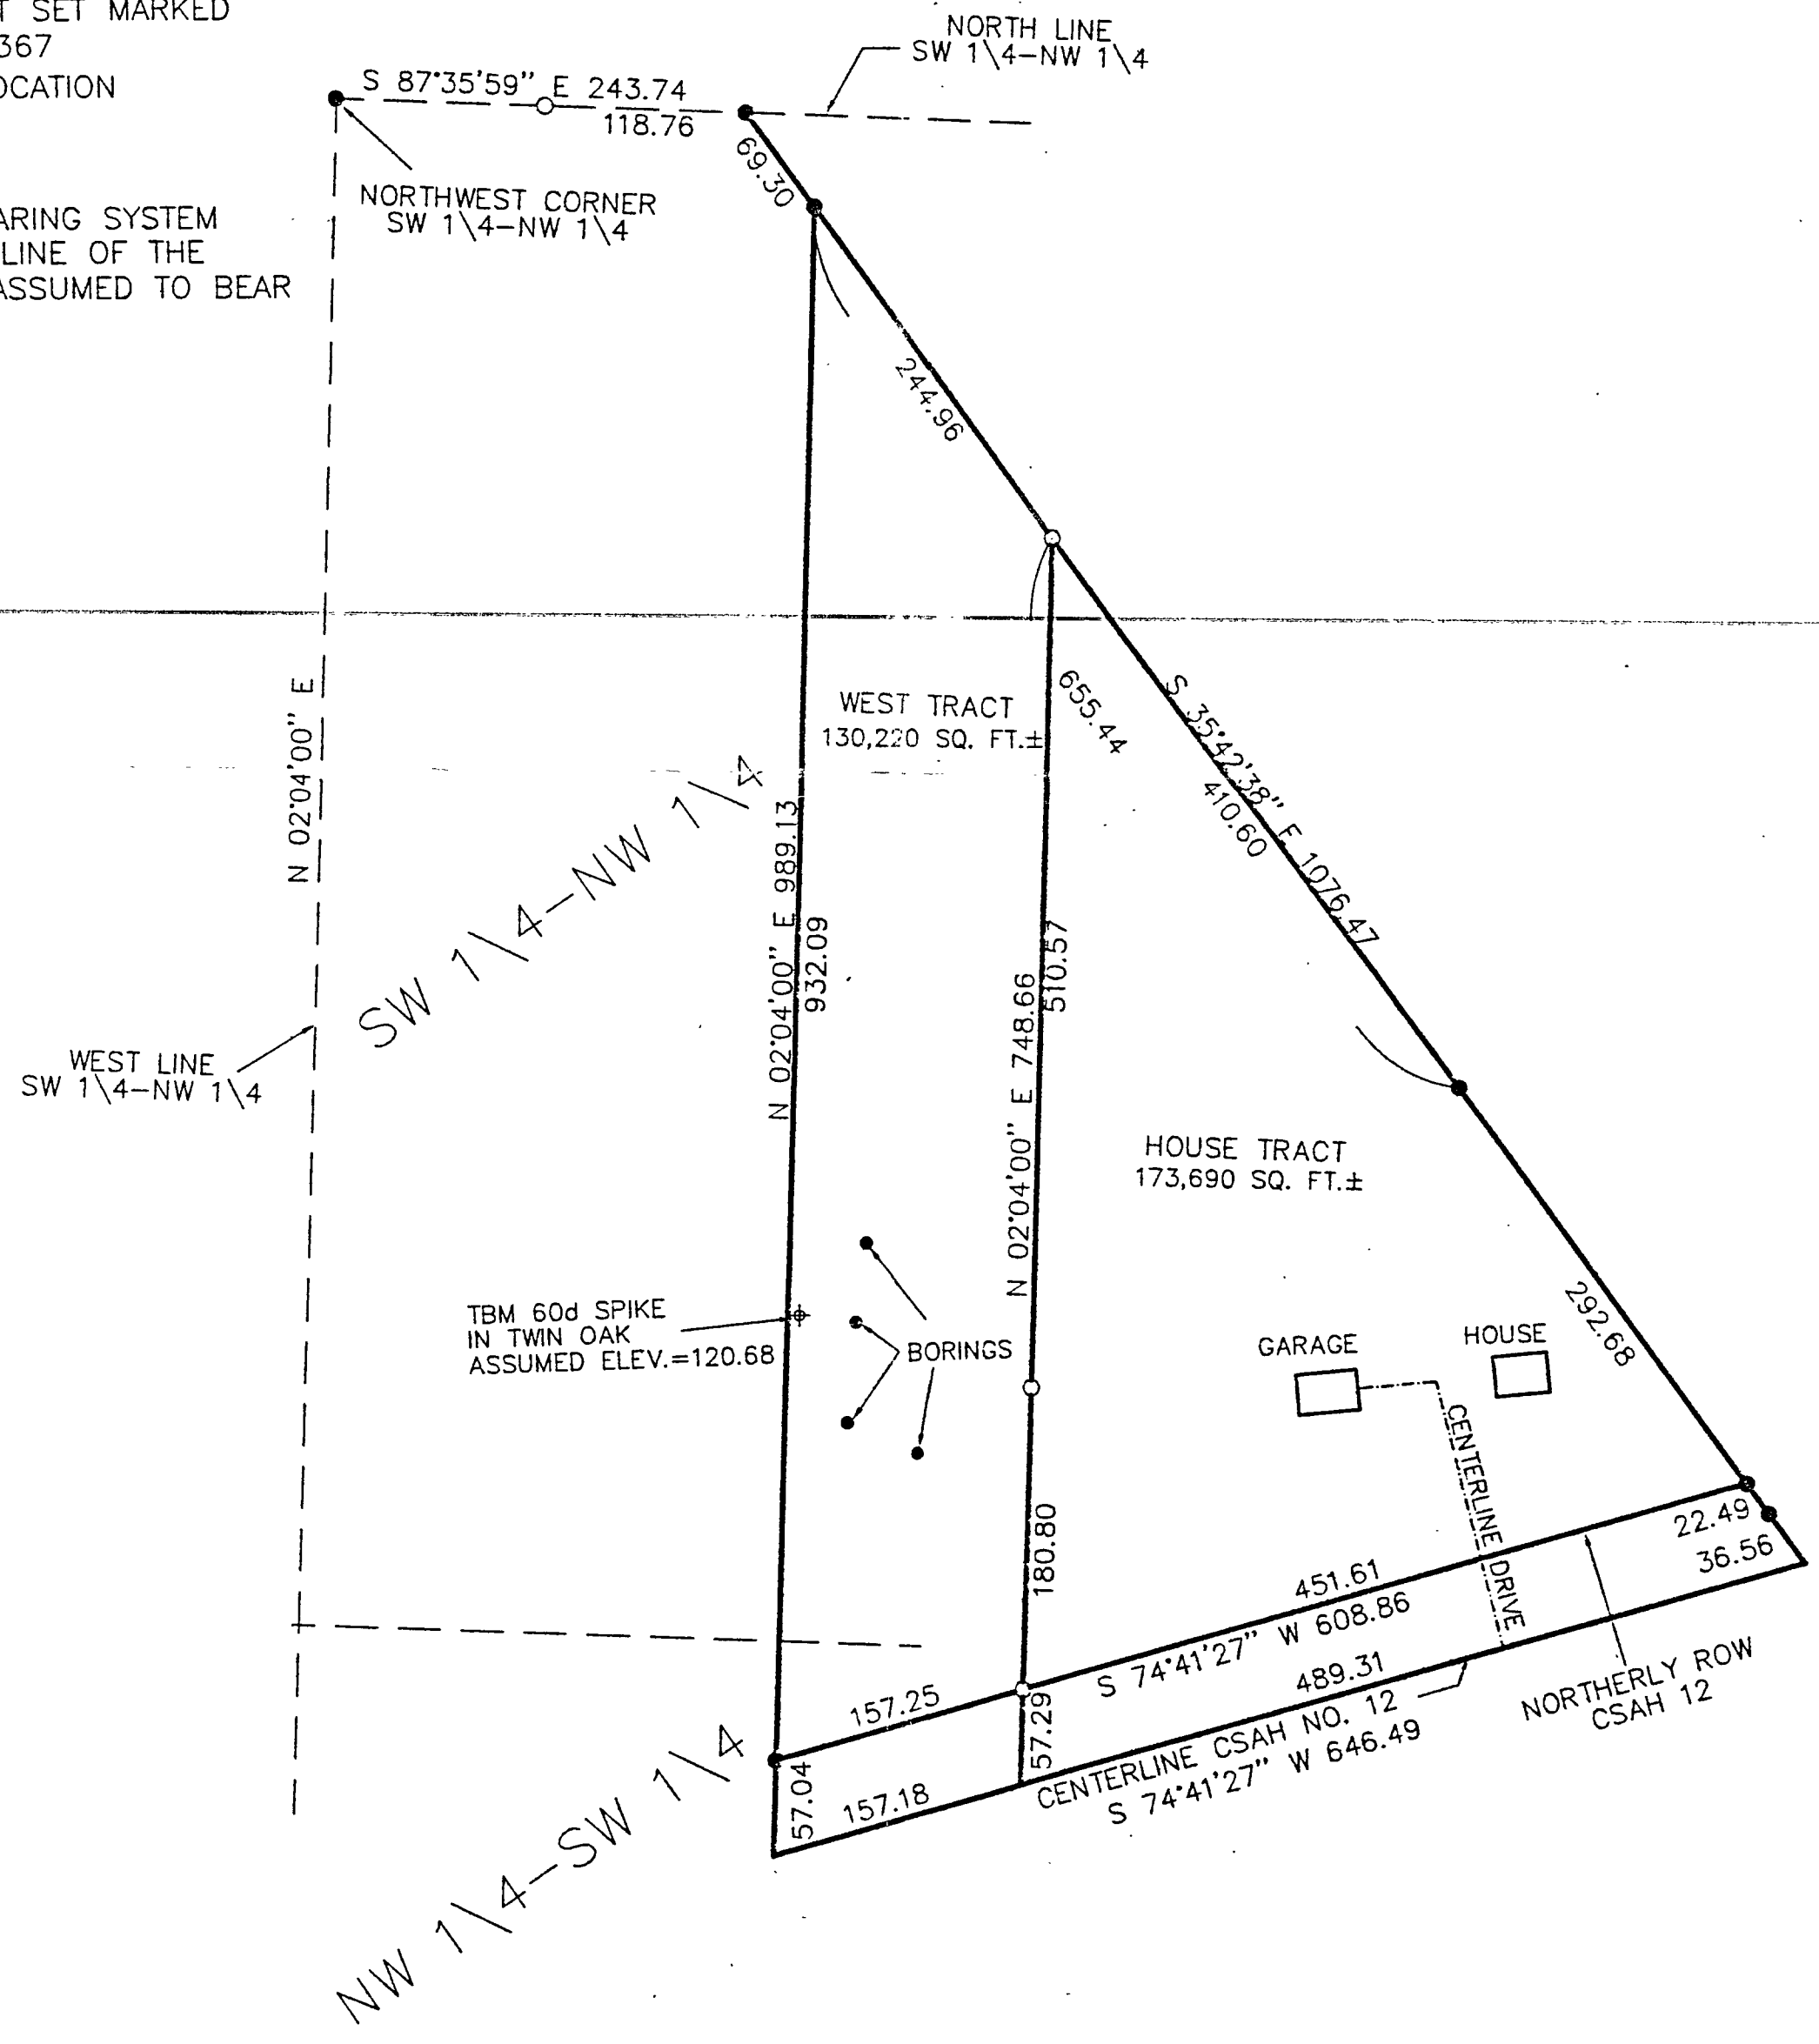 T SET MARKED
367
OCATION
NORTH LINE
SW 1\4-NW 1\4
S 87°35'59" E 243.74
118.76
69.30
NORTHWEST CORNER
SW 1\4-NW 1\4
ARING SYSTEM
LINE OF THE
ASSUMED TO BEAR
244.96
N 02°04'00" E
WEST TRACT
130,220 SQ. FT.±
655.44
S 35°42'38" E 1076.47
410.60
SW 1\4-NW 1\4
N 02°04'00" E 989.13
932.09
N 02°04'00" E 748.66
510.57
WEST LINE
SW 1\4-NW 1\4
HOUSE TRACT
173,690 SQ. FT.±
292.68
TBM 60d SPIKE
IN TWIN OAK
ASSUMED ELEV.=120.68
BORINGS
GARAGE
HOUSE
CENTERLINE DRIVE
180.80
22.49
36.56
451.61
S 74°41'27" W 608.86
489.31
157.25
57.29
NORTHERLY ROW
CSAH 12
CENTERLINE CSAH NO. 12
S 74°41'27" W 646.49
57.04
157.18
NW 1\4-SW 1\4